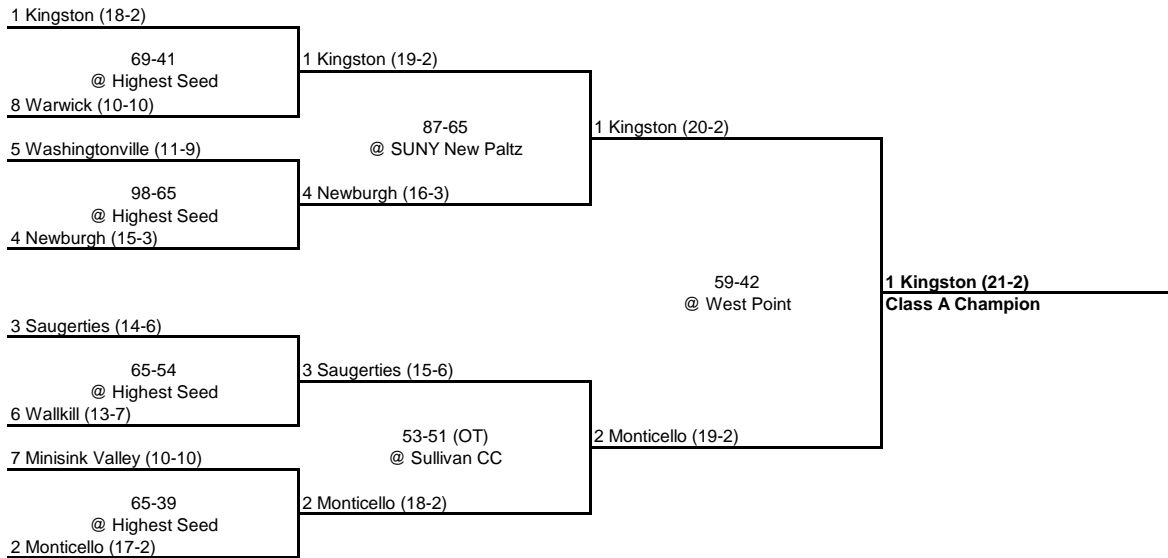 1 Kingston (18-2)
69-41
@ Highest Seed
8 Warwick (10-10)
1 Kingston (19-2)
5 Washingtonville (11-9)
98-65
@ Highest Seed
4 Newburgh (15-3)
4 Newburgh (16-3)
87-65
@ SUNY New Paltz
1 Kingston (20-2)
3 Saugerties (14-6)
65-54
@ Highest Seed
6 Wallkill (13-7)
3 Saugerties (15-6)
7 Minisink Valley (10-10)
65-39
@ Highest Seed
2 Monticello (17-2)
2 Monticello (18-2)
53-51 (OT)
@ Sullivan CC
2 Monticello (19-2)
59-42
@ West Point
1 Kingston (21-2)
Class A Champion